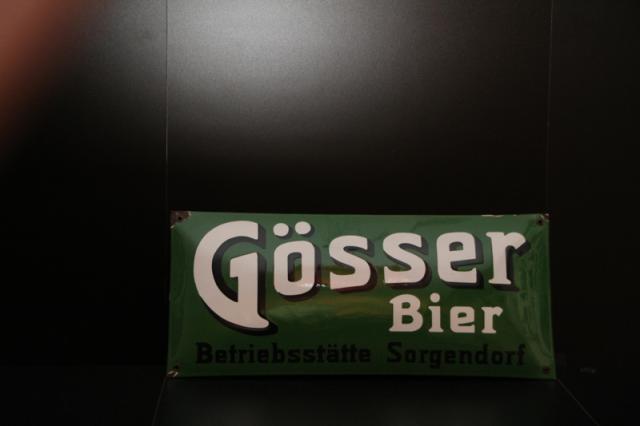 Gösser
Bier
Betriebsstätte Sorgendorf